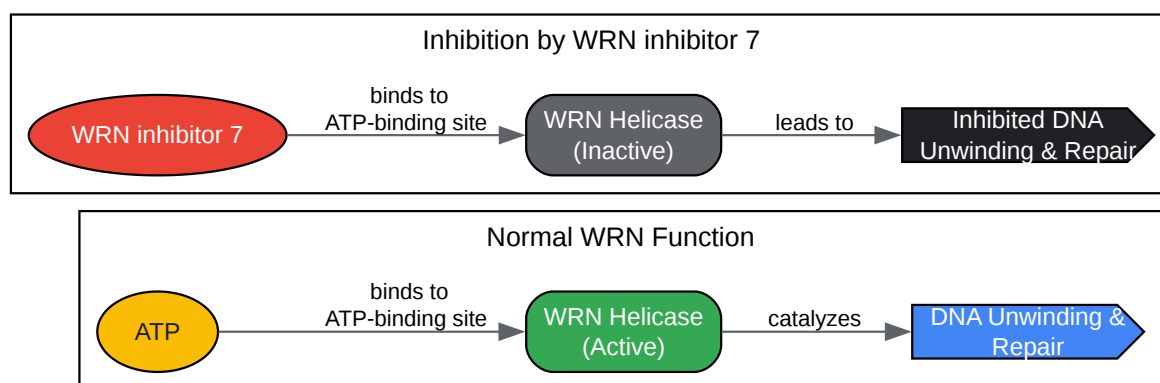 Inhibition by WRN inhibitor 7
WRN inhibitor 7
binds to
ATP-binding site
WRN Helicase
(Inactive)
leads to
Inhibited DNA
Unwinding & Repair
Normal WRN Function
ATP
binds to
ATP-binding site
WRN Helicase
(Active)
catalyzes
DNA Unwinding &
Repair